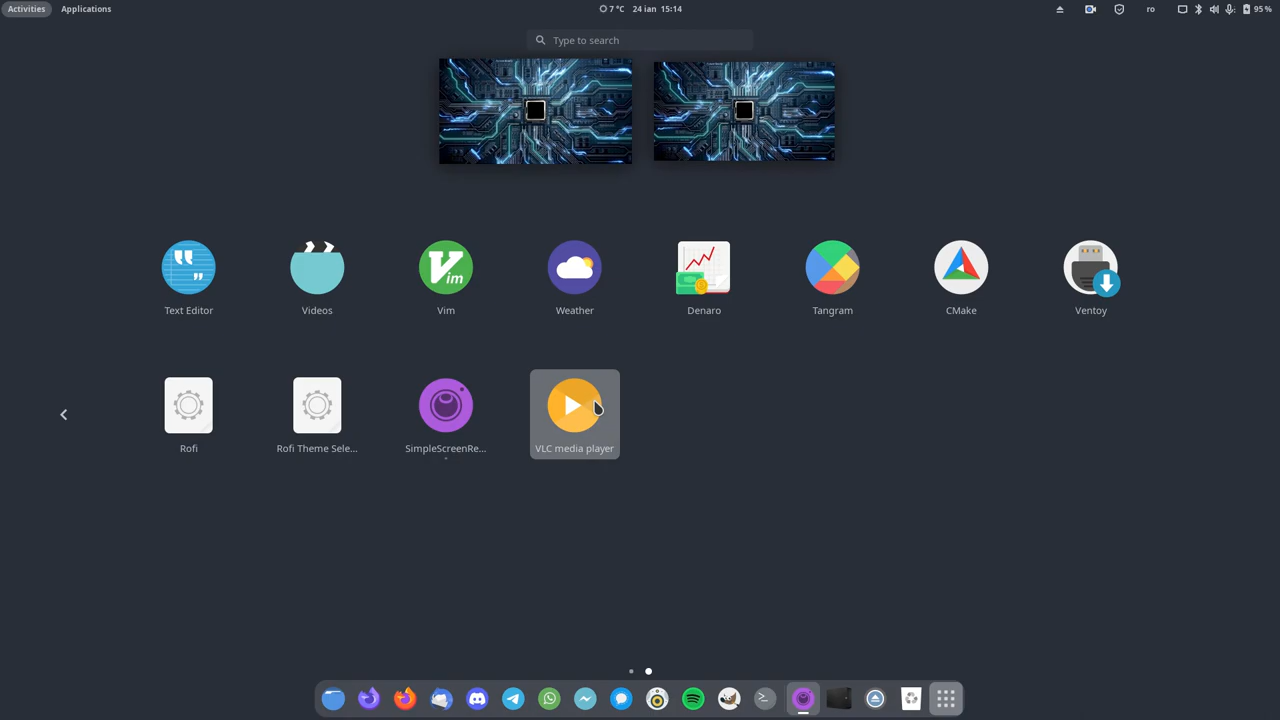 Activities Applications 7 °C 24 ian 15:14 ro 95 %
Type to search
Text Editor Videos Vim Weather Denaro Tangram CMake Ventoy
Rofi Rofi Theme Sele... SimpleScreenRe... VLC media player